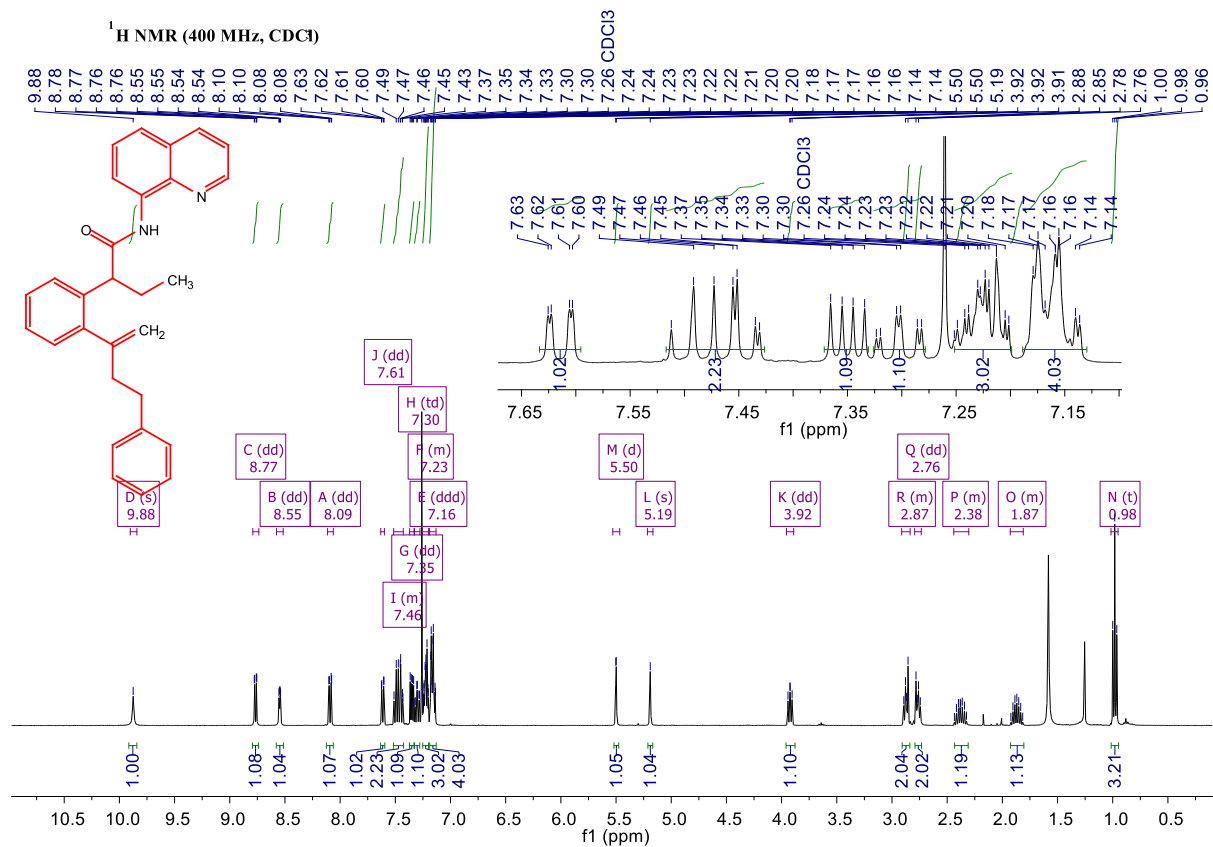 1H NMR (400 MHz, CDCl3)
9.88 8.78 8.77 8.76 8.76 8.55 8.55 8.54 8.54 8.10 8.10 8.08 8.08 7.63 7.62 7.61 7.60 7.49 7.47 7.46 7.45 7.43 7.37 7.35 7.34 7.33 7.30 7.30 7.26 CDCl3 7.24 7.24 7.23 7.23 7.22 7.22 7.21 7.20 7.20 7.18 7.17 7.17 7.16 7.16 7.14 7.14 5.50 5.50 5.19 3.92 3.92 3.91 2.88 2.85 2.78 2.76 1.00 0.98 0.96
N
O
NH
CH3
CH2
7.63 7.62 7.61 7.60 7.49 7.47 7.46 7.45 7.37 7.35 7.34 7.33 7.30 7.30 7.26 CDCl3 7.24 7.24 7.23 7.23 7.22 7.22 7.21 7.20 7.18 7.17 7.17 7.16 7.16 7.14 7.14
1.02 2.23 1.09 1.10 3.02 4.03
7.65 7.55 7.45 7.35 7.25 7.15
f1 (ppm)
J (dd)
7.61
H (td)
7.30
C (dd)
8.77
F (m)
7.23
M (d)
5.50
Q (dd)
2.76
D (s)
9.88
B (dd)
8.55
A (dd)
8.09
E (ddd)
7.16
L (s)
5.19
K (dd)
3.92
R (m)
2.87
P (m)
2.38
O (m)
1.87
N (t)
0.98
G (dd)
7.35
I (m)
7.46
1.00 1.08 1.04 1.07 1.02 2.23 1.09 1.10 3.02 4.03 1.05 1.04 1.10 2.04 2.02 1.19 1.13 3.21
10.5 10.0 9.5 9.0 8.5 8.0 7.5 7.0 6.5 6.0 5.5 5.0 4.5 4.0 3.5 3.0 2.5 2.0 1.5 1.0 0.5
f1 (ppm)